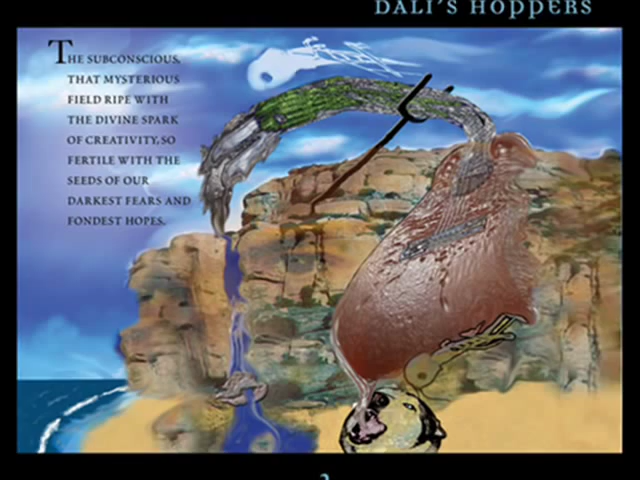 DALI'S HOPPERS
THE SUBCONSCIOUS,
THAT MYSTERIOUS
FIELD RIPE WITH
THE DIVINE SPARK
OF CREATIVITY, SO
FERTILE WITH THE
SEEDS OF OUR
DARKEST FEARS AND
FONDEST HOPES.